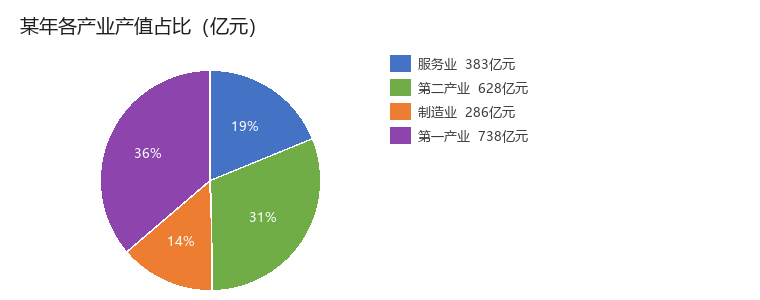 某年各产业产值占比（亿元）
服务业 383亿元
第二产业 628亿元
制造业 286亿元
第一产业 738亿元
19%
36%
31%
14%